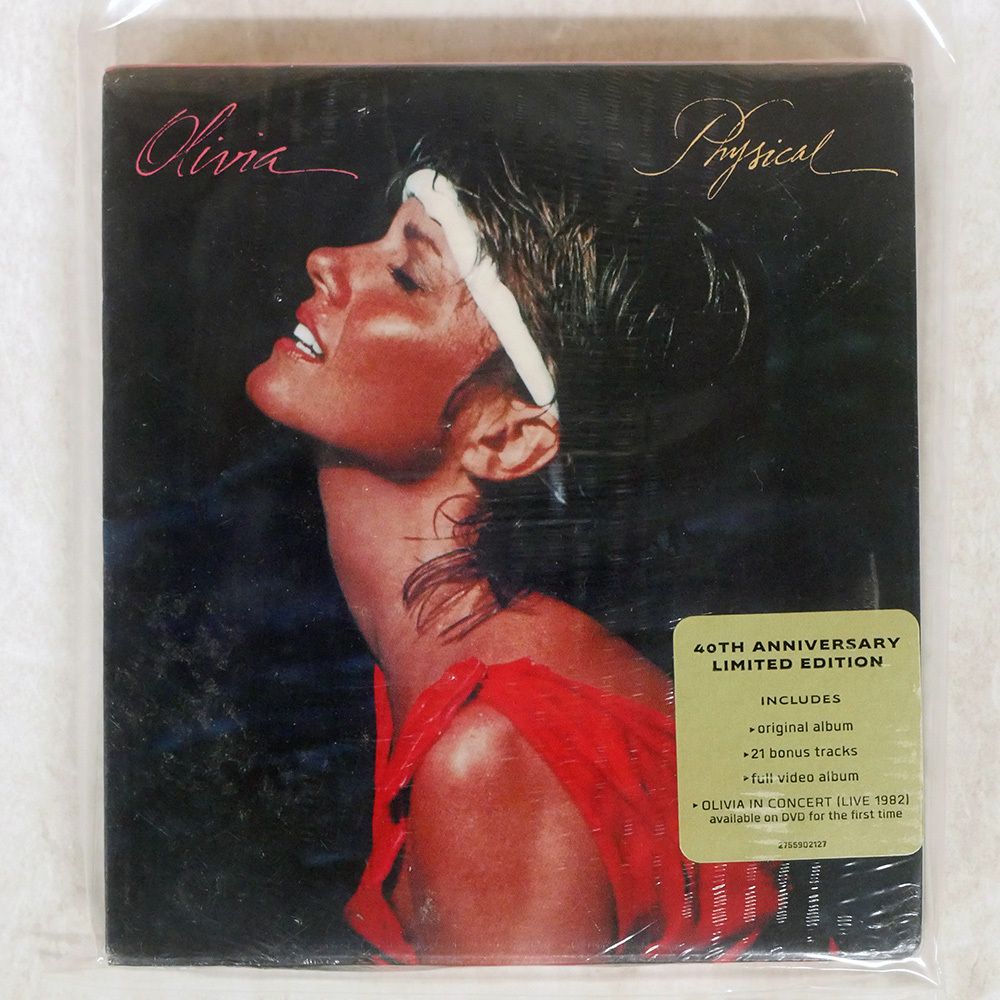 Olivia Physical
40TH ANNIVERSARY
LIMITED EDITION
INCLUDES
▸original album
▸21 bonus tracks
▸full video album
▸OLIVIA IN CONCERT (LIVE 1982)
available on DVD for the first time
2755902127